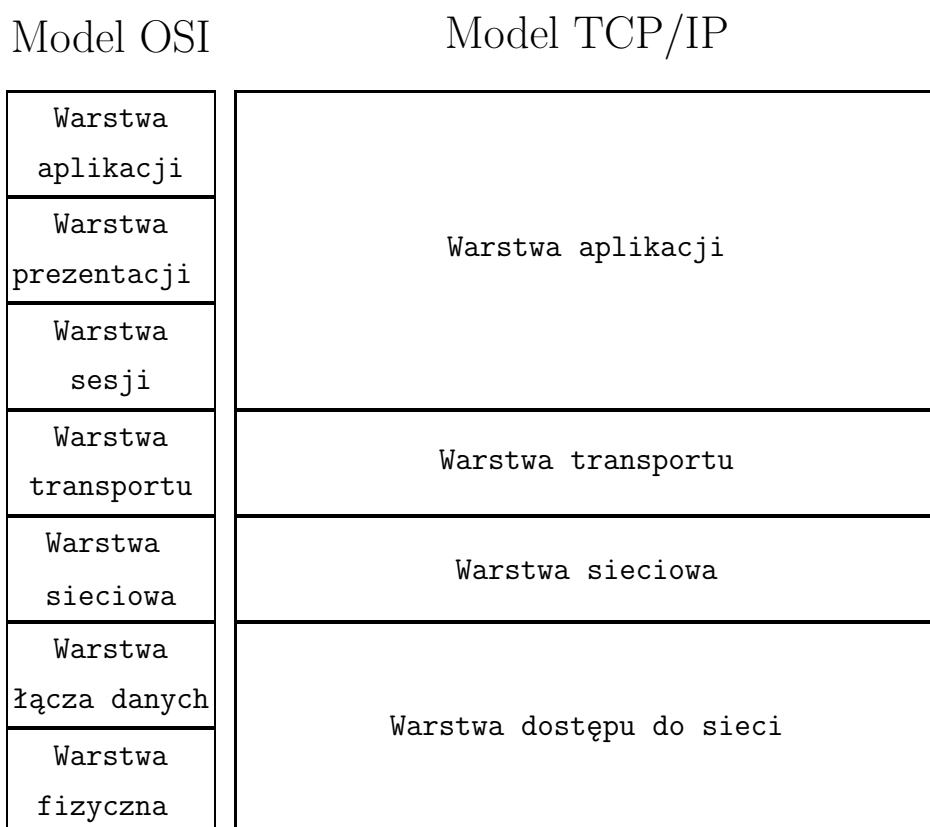 Model OSI
Model TCP/IP
Warstwa
aplikacji
Warstwa
prezentacji
Warstwa
sesji
Warstwa aplikacji
Warstwa
transportu
Warstwa transportu
Warstwa
sieciowa
Warstwa sieciowa
Warstwa
łącza danych
Warstwa
fizyczna
Warstwa dostępu do sieci